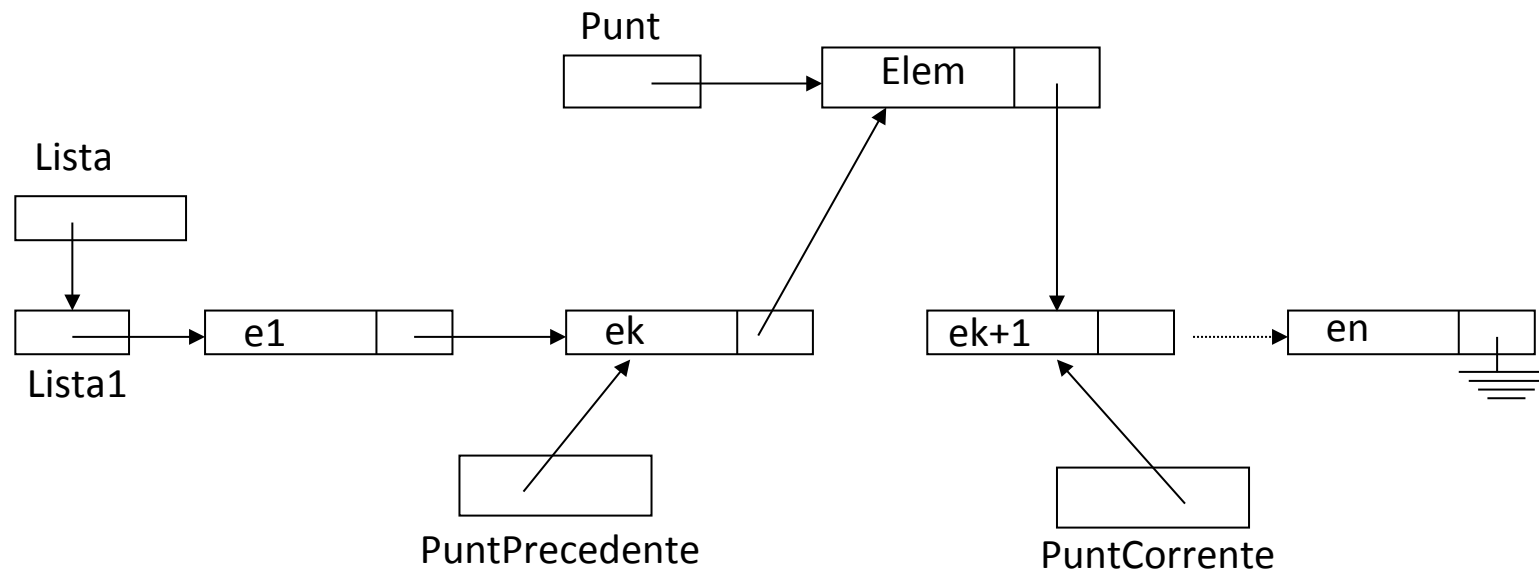 Punt
Elem
Lista
e1
ek
ek+1
en
Lista1
PuntPrecedente
PuntCorrente